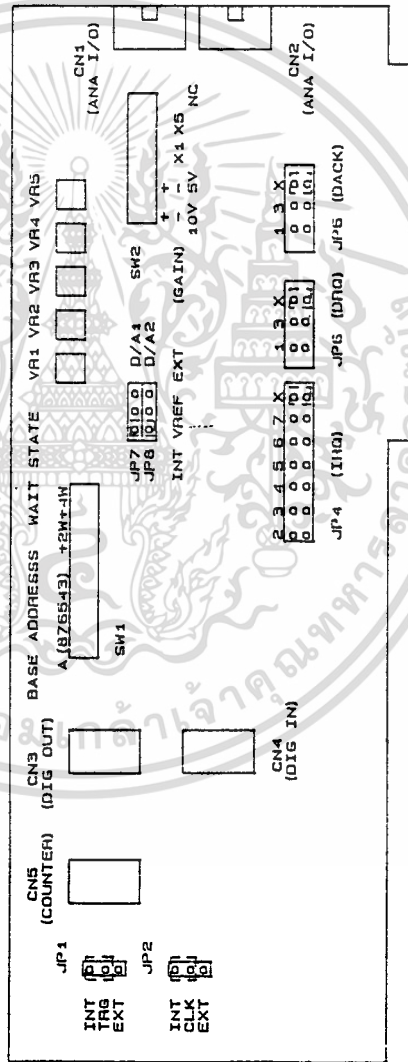 CN1
(ANA I/O)
CN2
(ANA I/O)
VR1 VR2 VR3 VR4 VR5
SW2
+ +
- - X1 X5 NC
10V 5V
(GAIN)
D/A1
D/A2
JP7
JP8
INT VREF EXT
1 3 X
JP5 (DACK)
1 3 X
JP6 (DRQ)
2 3 4 5 6 7 X
JP4 (IRQ)
BASE ADDRESSS WAIT STATE
A (876543) +2W+4W
SW1
CN3
(DIG OUT)
CN4
(DIG IN)
CN5
(COUNTER)
JP1
INT
TRG
EXT
JP2
INT
CLK
EXT